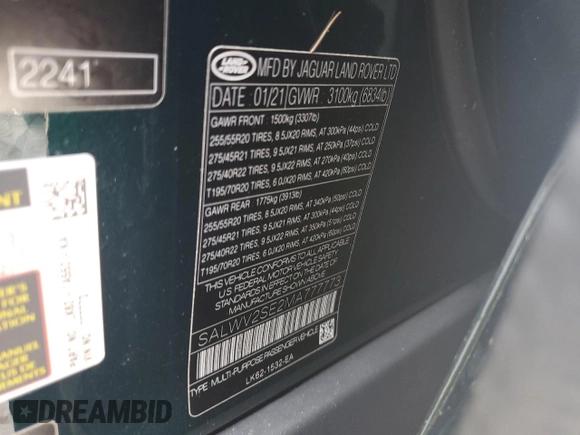 2241
LAND ROVER
MFD BY JAGUAR LAND ROVER LTD
DATE 01/21 GVWR 3100kg (6834lb)
GAWR FRONT 1500kg (3307lb)
255/55R20 TIRES, 8.5JX20 RIMS, AT 300kPa (44psi) COLD
275/45R21 TIRES, 9.5JX21 RIMS, AT 250kPa (37psi) COLD
275/40R22 TIRES, 9.5JX22 RIMS, AT 270kPa (40psi) COLD
T195/70R20 TIRES, 6.0JX20 RIMS, AT 420kPa (60psi) COLD
GAWR REAR 1775kg (3913lb)
255/55R20 TIRES, 8.5JX20 RIMS, AT 340kPa (50psi) COLD
275/45R21 TIRES, 9.5JX21 RIMS, AT 300kPa (44psi) COLD
275/40R22 TIRES, 9.5JX22 RIMS, AT 350kPa (51psi) COLD
T195/70R20 TIRES, 6.0JX20 RIMS, AT 420kPa (60psi) COLD
THIS VEHICLE CONFORMS TO ALL APPLICABLE
U.S. FEDERAL MOTOR VEHICLE SAFETY STANDARDS
IN EFFECT ON THE DATE OF MANUFACTURE SHOWN ABOVE
SALWV2SE2MA777773
TYPE: MULTI-PURPOSE PASSENGER VEHICLE
LK62-1532-EA
MANUEL
DREAMBID